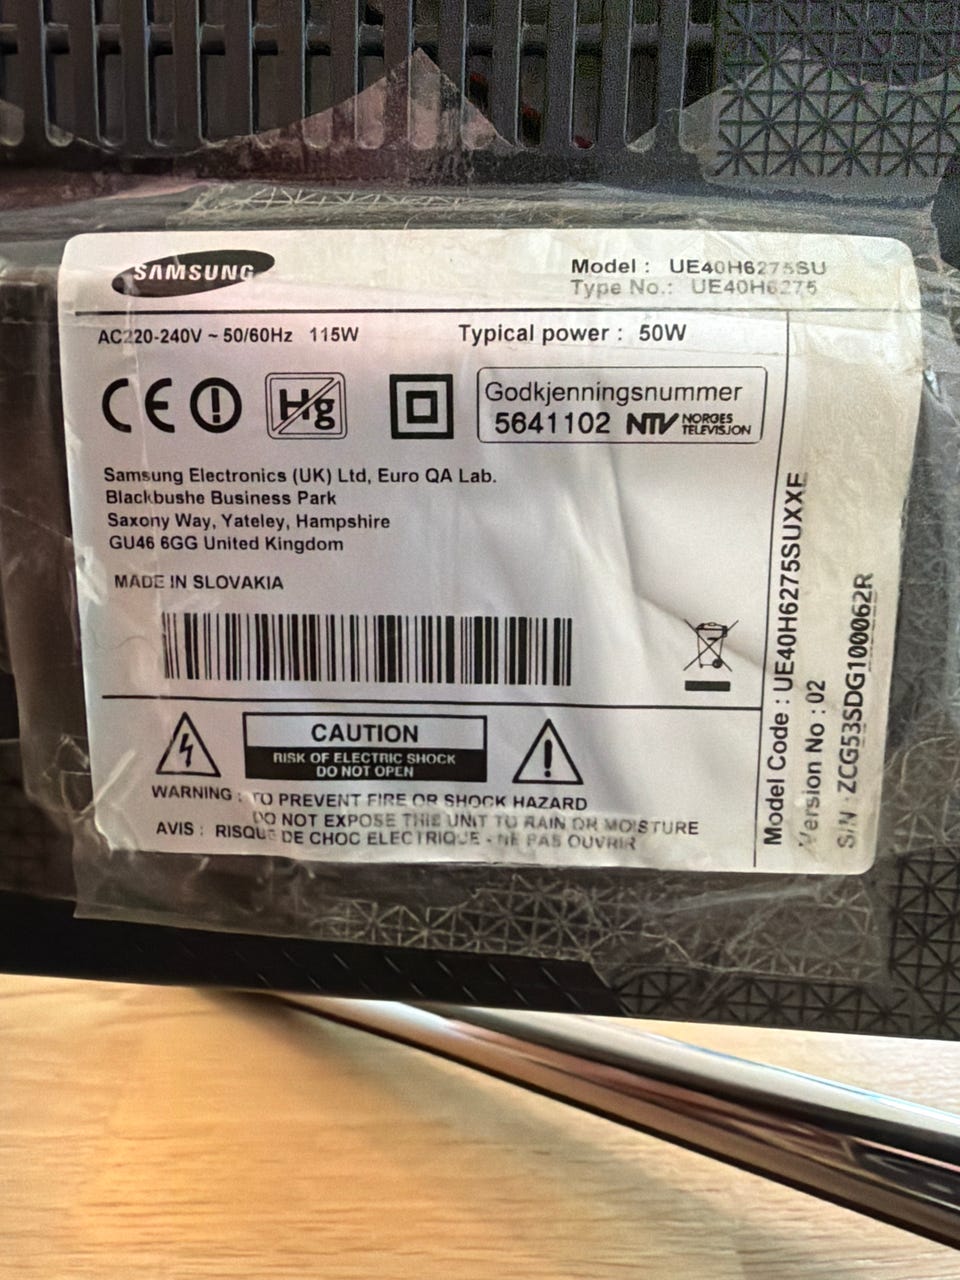 SAMSUNG
Model : UE40H6275SU
Type No.: UE40H6275
AC220-240V ~ 50/60Hz 115W
Typical power : 50W
CE
Hg
Godkjenningsnummer
5641102 NTV NORGES
TELEVISJON
Samsung Electronics (UK) Ltd, Euro QA Lab.
Blackbushe Business Park
Saxony Way, Yateley, Hampshire
GU46 6GG United Kingdom
MADE IN SLOVAKIA
CAUTION
RISK OF ELECTRIC SHOCK
DO NOT OPEN
WARNING : TO PREVENT FIRE OR SHOCK HAZARD
DO NOT EXPOSE THIS UNIT TO RAIN OR MOISTURE
AVIS : RISQUE DE CHOC ELECTRIQUE - NE PAS OUVRIR
Model Code : UE40H6275SUXXE
Version No : 02
S/N : ZCG53SDG100062R